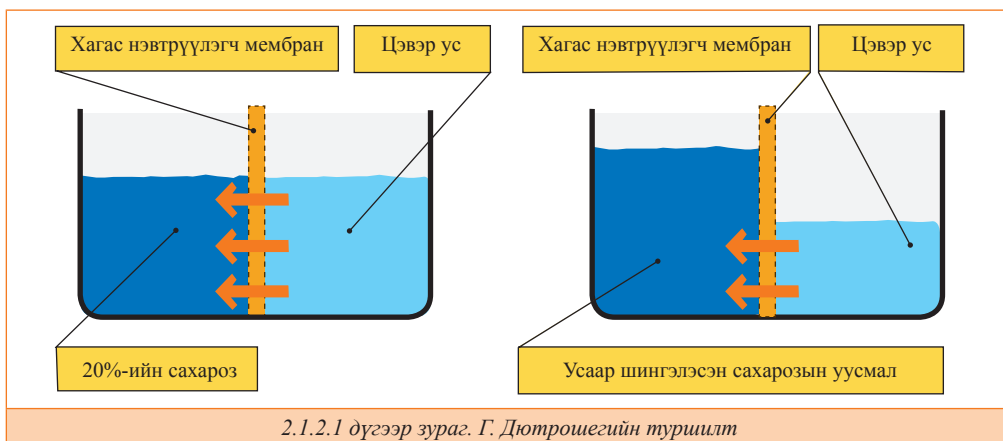 Хагас нэвтрүүлэгч мембран
Цэвэр ус
Хагас нэвтрүүлэгч мембран
Цэвэр ус
20%-ийн сахароз
Усаар шингэлэсэн сахарозын уусмал
2.1.2.1 дүгээр зураг. Г. Дютрошегийн туршилт